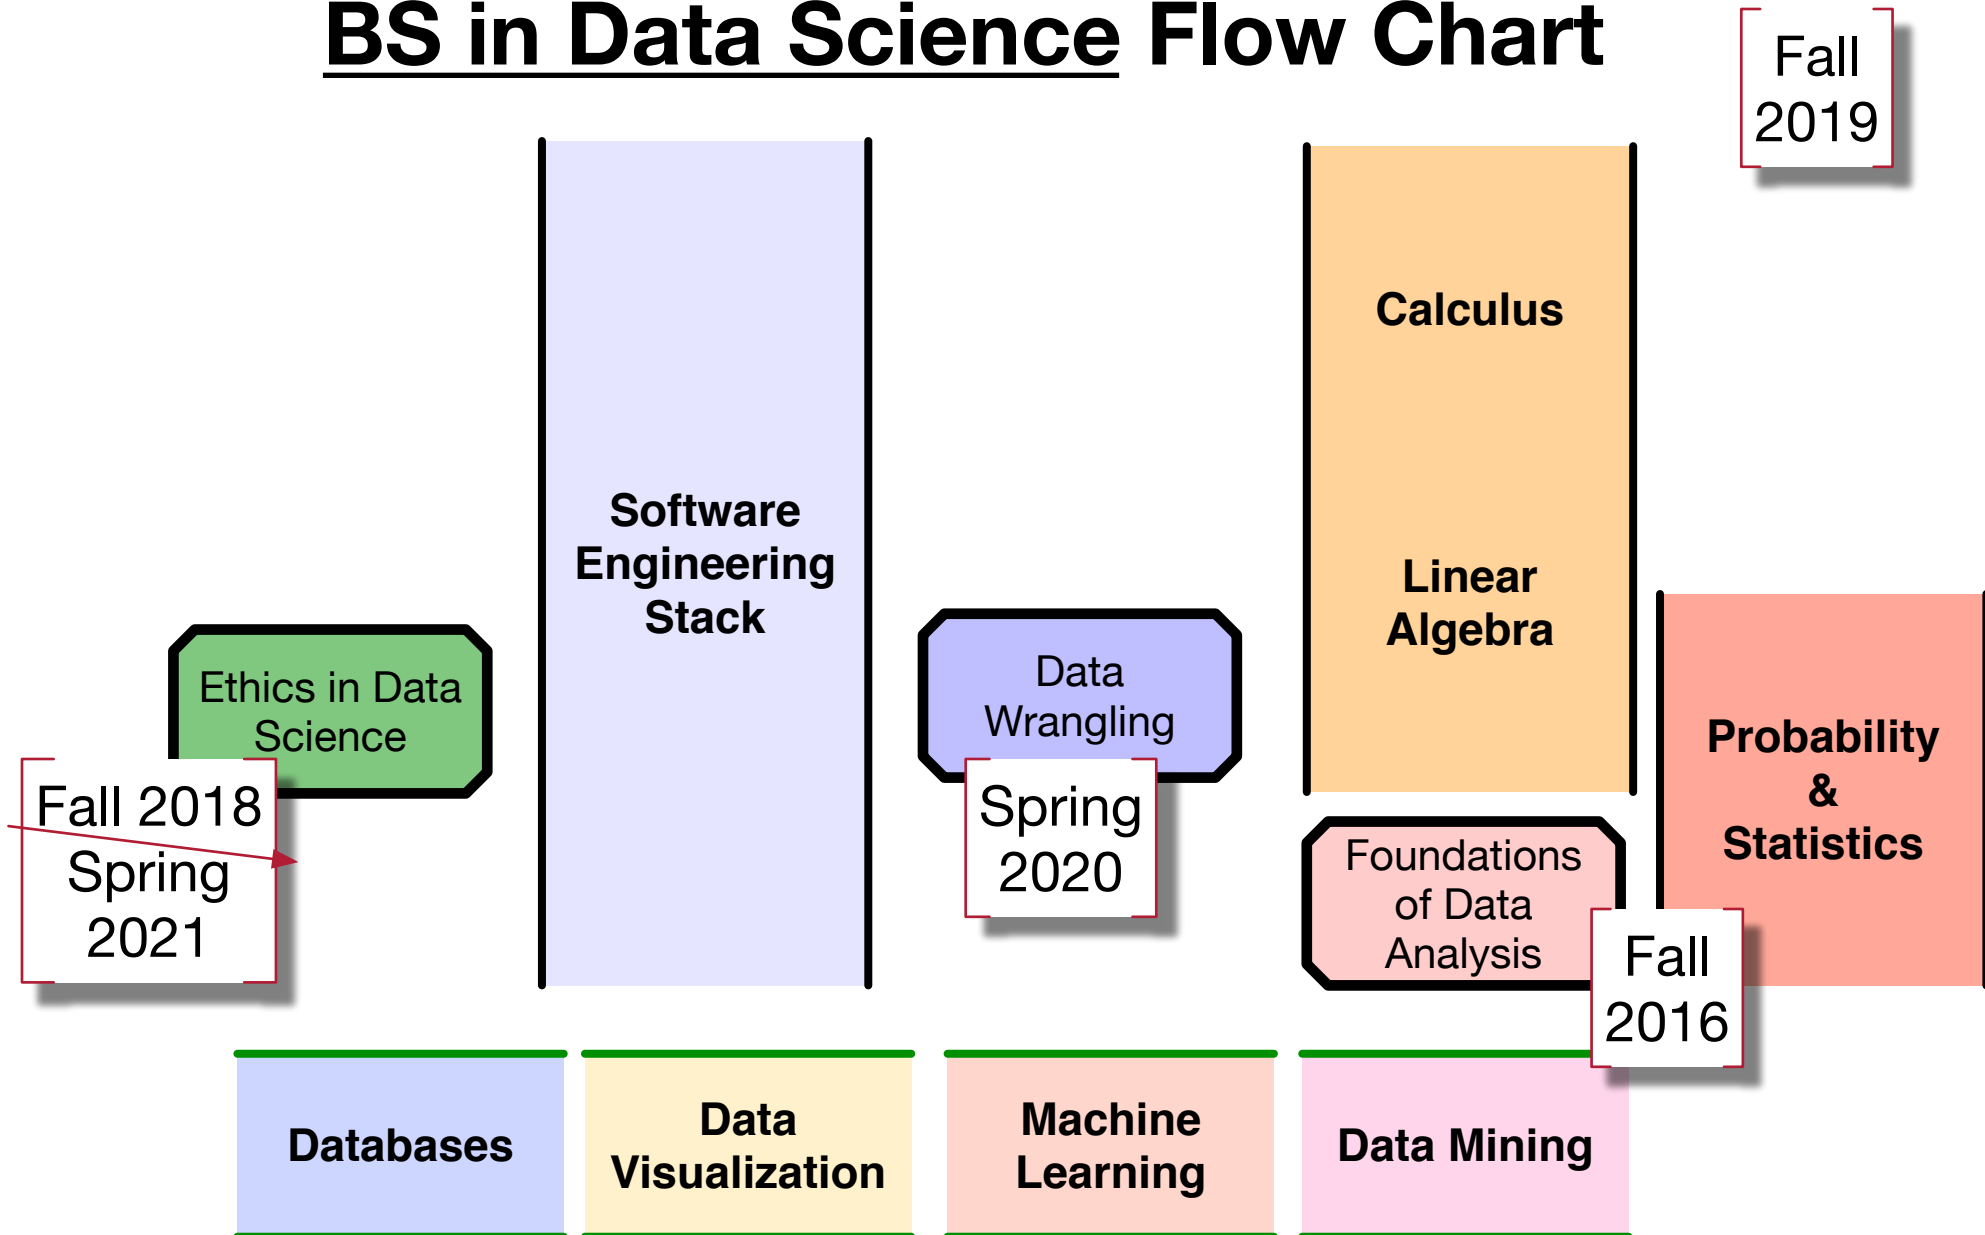 BS in Data Science Flow Chart
Fall
2019
Calculus
Software
Engineering
Stack
Linear
Algebra
Ethics in Data
Science
Data
Wrangling
Probability
&
Statistics
Fall 2018
Spring
2021
Spring
2020
Foundations
of Data
Analysis
Fall
2016
Databases
Data
Visualization
Machine
Learning
Data Mining